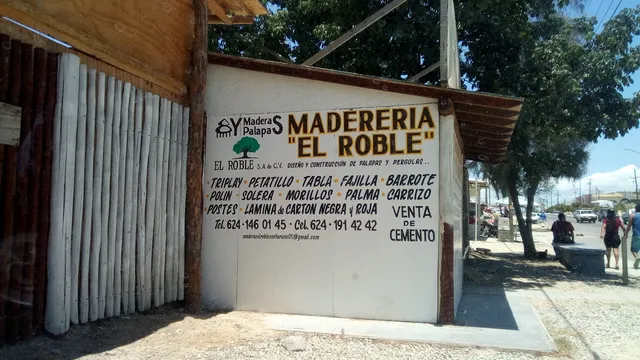 Y MaderaS
Palapas
MADERERIA
"EL ROBLE"
EL ROBLE S.A de C.V. DISEÑO Y CONSTRUCCION DE PALAPAS Y PERGOLAS..
·TRIPLAY·PETATILLO·TABLA·FAJILLA·BARROTE
·POLIN·SOLERA·MORILLOS·PALMA·CARRIZO
·POSTES·LAMINA de CARTON NEGRA y ROJA
VENTA
DE
CEMENTO
Tel. 624·146 01 45 · Cel. 624·191 42 42